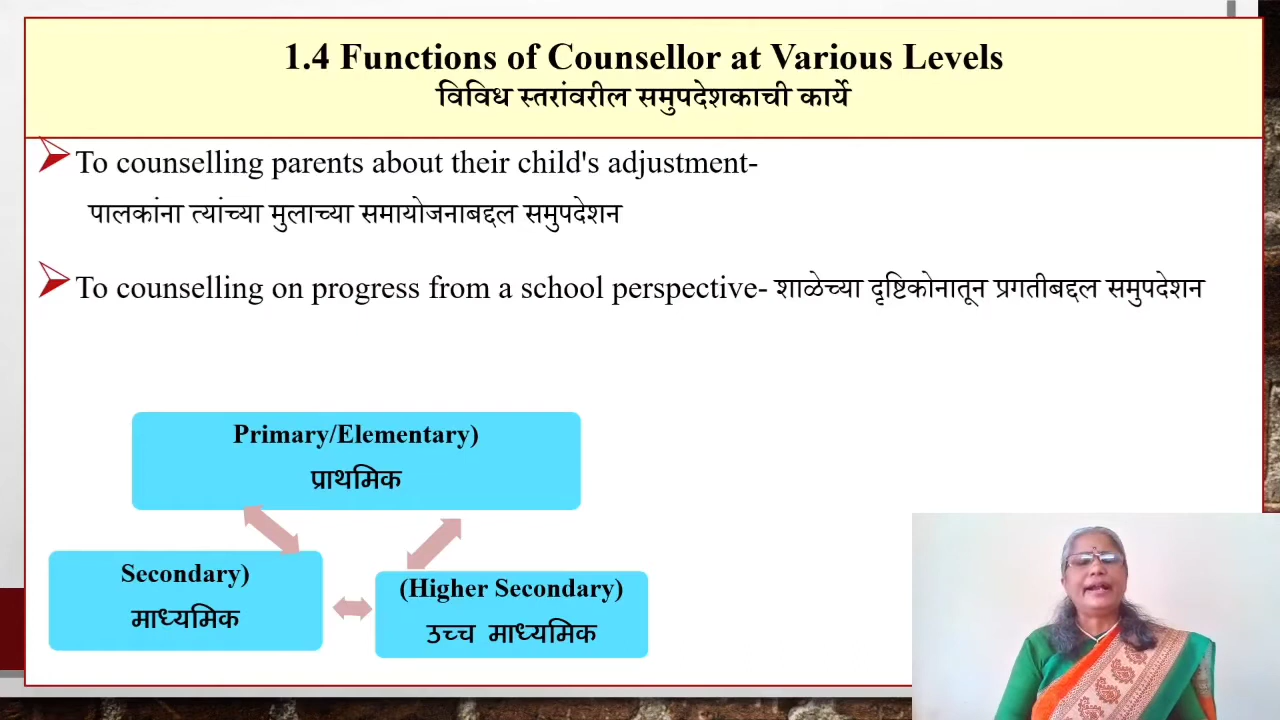 1.4 Functions of Counsellor at Various Levels
विविध स्तरांवरील समुपदेशकाची कार्ये
To counselling parents about their child's adjustment-
पालकांना त्यांच्या मुलाच्या समायोजनाबद्दल समुपदेशन
To counselling on progress from a school perspective- शाळेच्या दृष्टिकोनातून प्रगतीबद्दल समुपदेशन
Primary/Elementary)
प्राथमिक
Secondary)
माध्यमिक
(Higher Secondary)
उच्च माध्यमिक